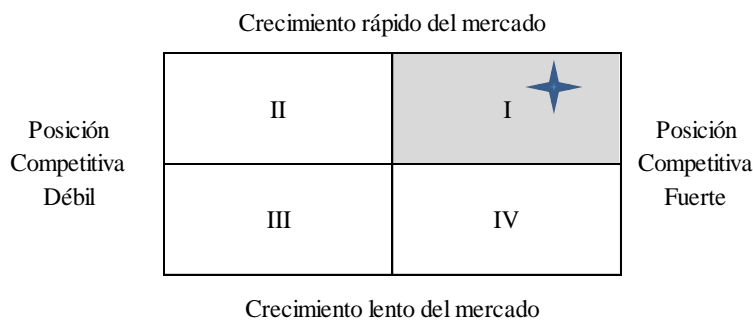 Crecimiento rápido del mercado
II
I
Posición
Competitiva
Débil
Posición
Competitiva
Fuerte
III
IV
Crecimiento lento del mercado